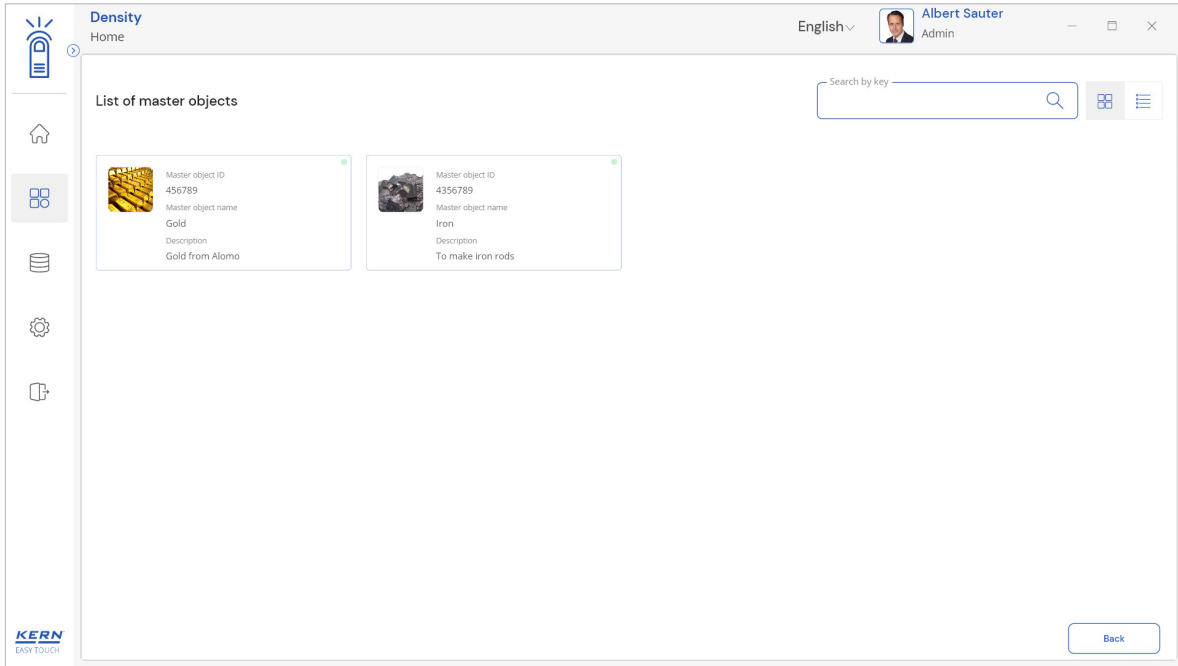 Density
Home
English
Albert Sauter
Admin
List of master objects
Search by key
Master object ID
456789
Master object name
Gold
Description
Gold from Alomo
Master object ID
4356789
Master object name
Iron
Description
To make iron rods
KERN
EASY TOUCH
Back